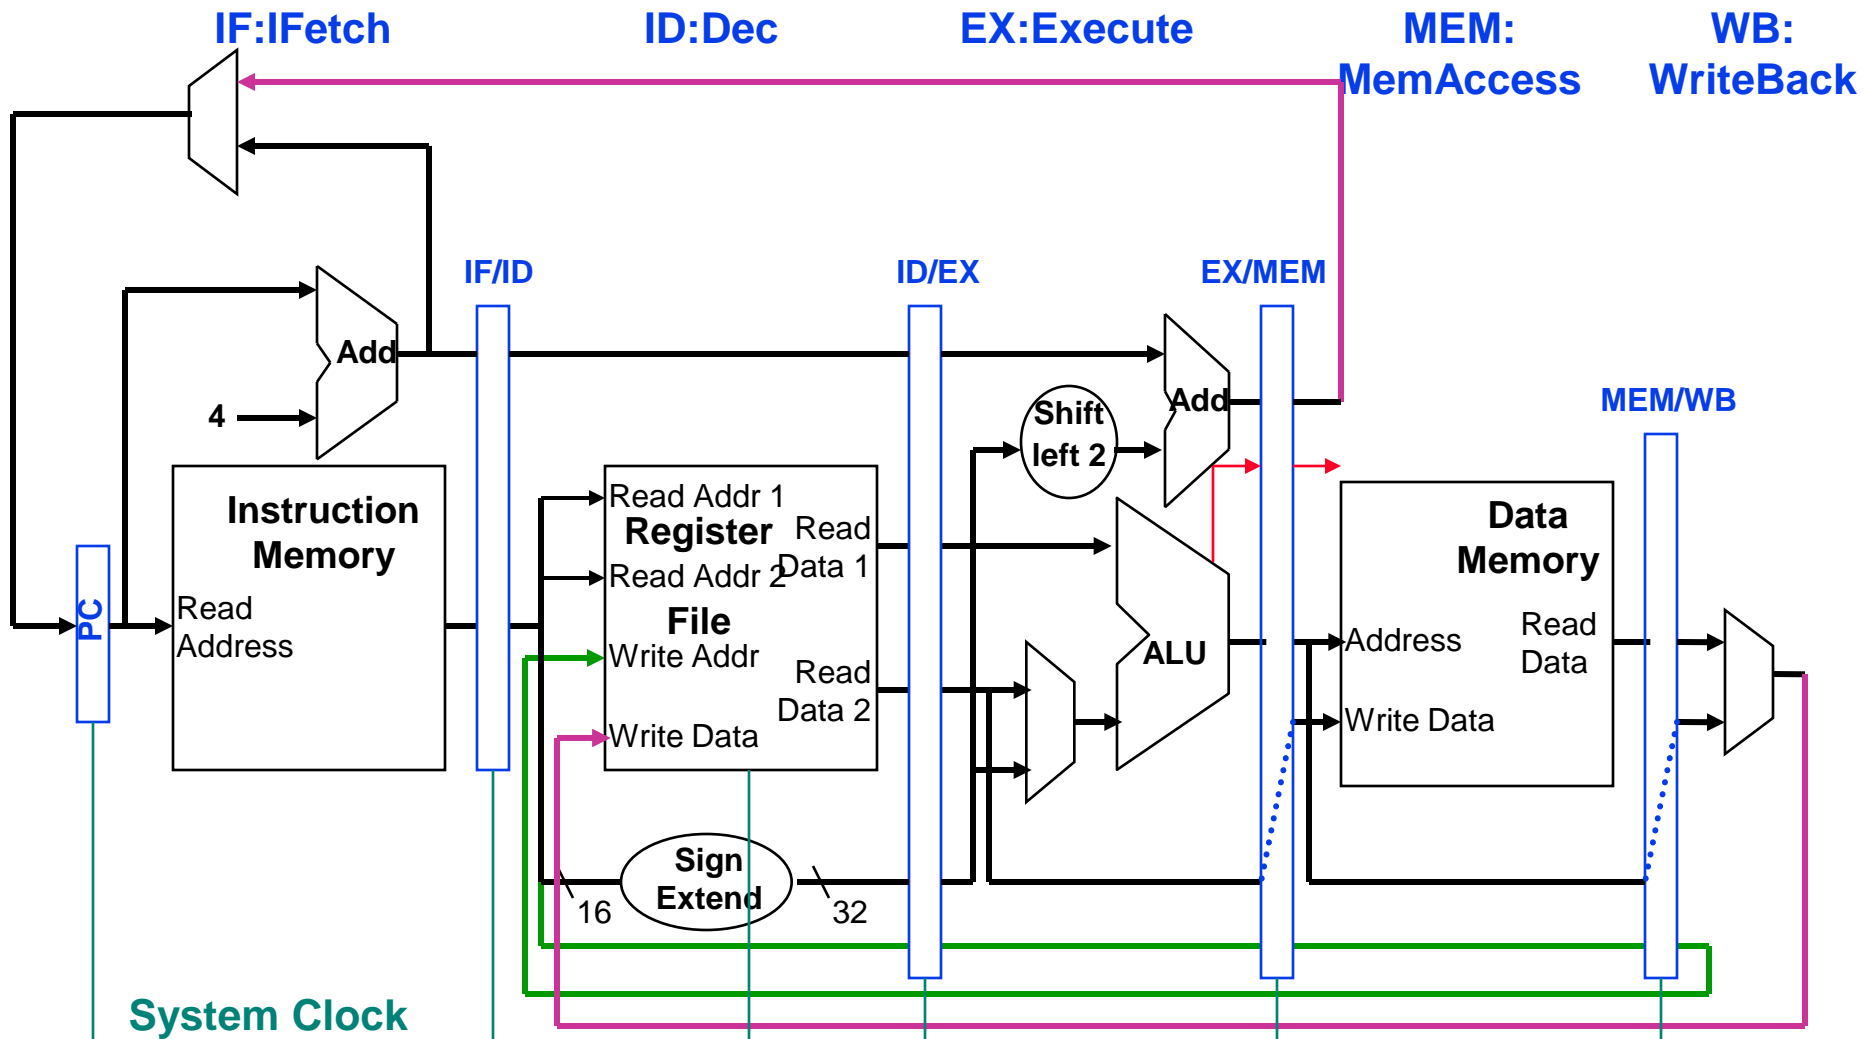 IF:IFetch
ID:Dec
EX:Execute
MEM:
MemAccess
WB:
WriteBack
IF/ID
ID/EX
EX/MEM
MEM/WB
Add
4
Add
Shift
left 2
Instruction
Memory
Read
Address
PC
Read Addr 1
Register
Read Addr 2
File
Write Addr
Write Data
Read
Data 1
Read
Data 2
ALU
Data
Memory
Address
Read
Data
Write Data
Sign
Extend
16
32
System Clock